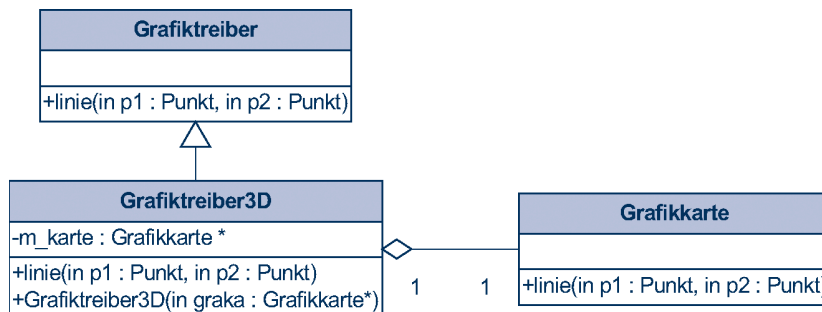 Grafiktreiber
+linie(in p1 : Punkt, in p2 : Punkt)
Grafiktreiber3D
-m_karte : Grafikkarte *
+linie(in p1 : Punkt, in p2 : Punkt)
+Grafiktreiber3D(in graka : Grafikkarte*)
1
1
Grafikkarte
+linie(in p1 : Punkt, in p2 : Punkt)